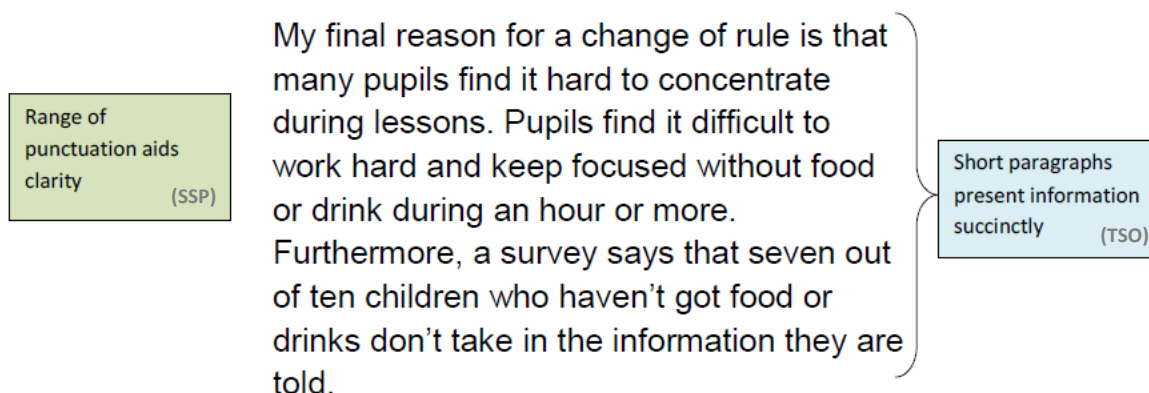 Range of
punctuation aids
clarity
(SSP)
My final reason for a change of rule is that
many pupils find it hard to concentrate
during lessons. Pupils find it difficult to
work hard and keep focused without food
or drink during an hour or more.
Furthermore, a survey says that seven out
of ten children who haven't got food or
drinks don't take in the information they are
told.
Short paragraphs
present information
succinctly
(TSO)